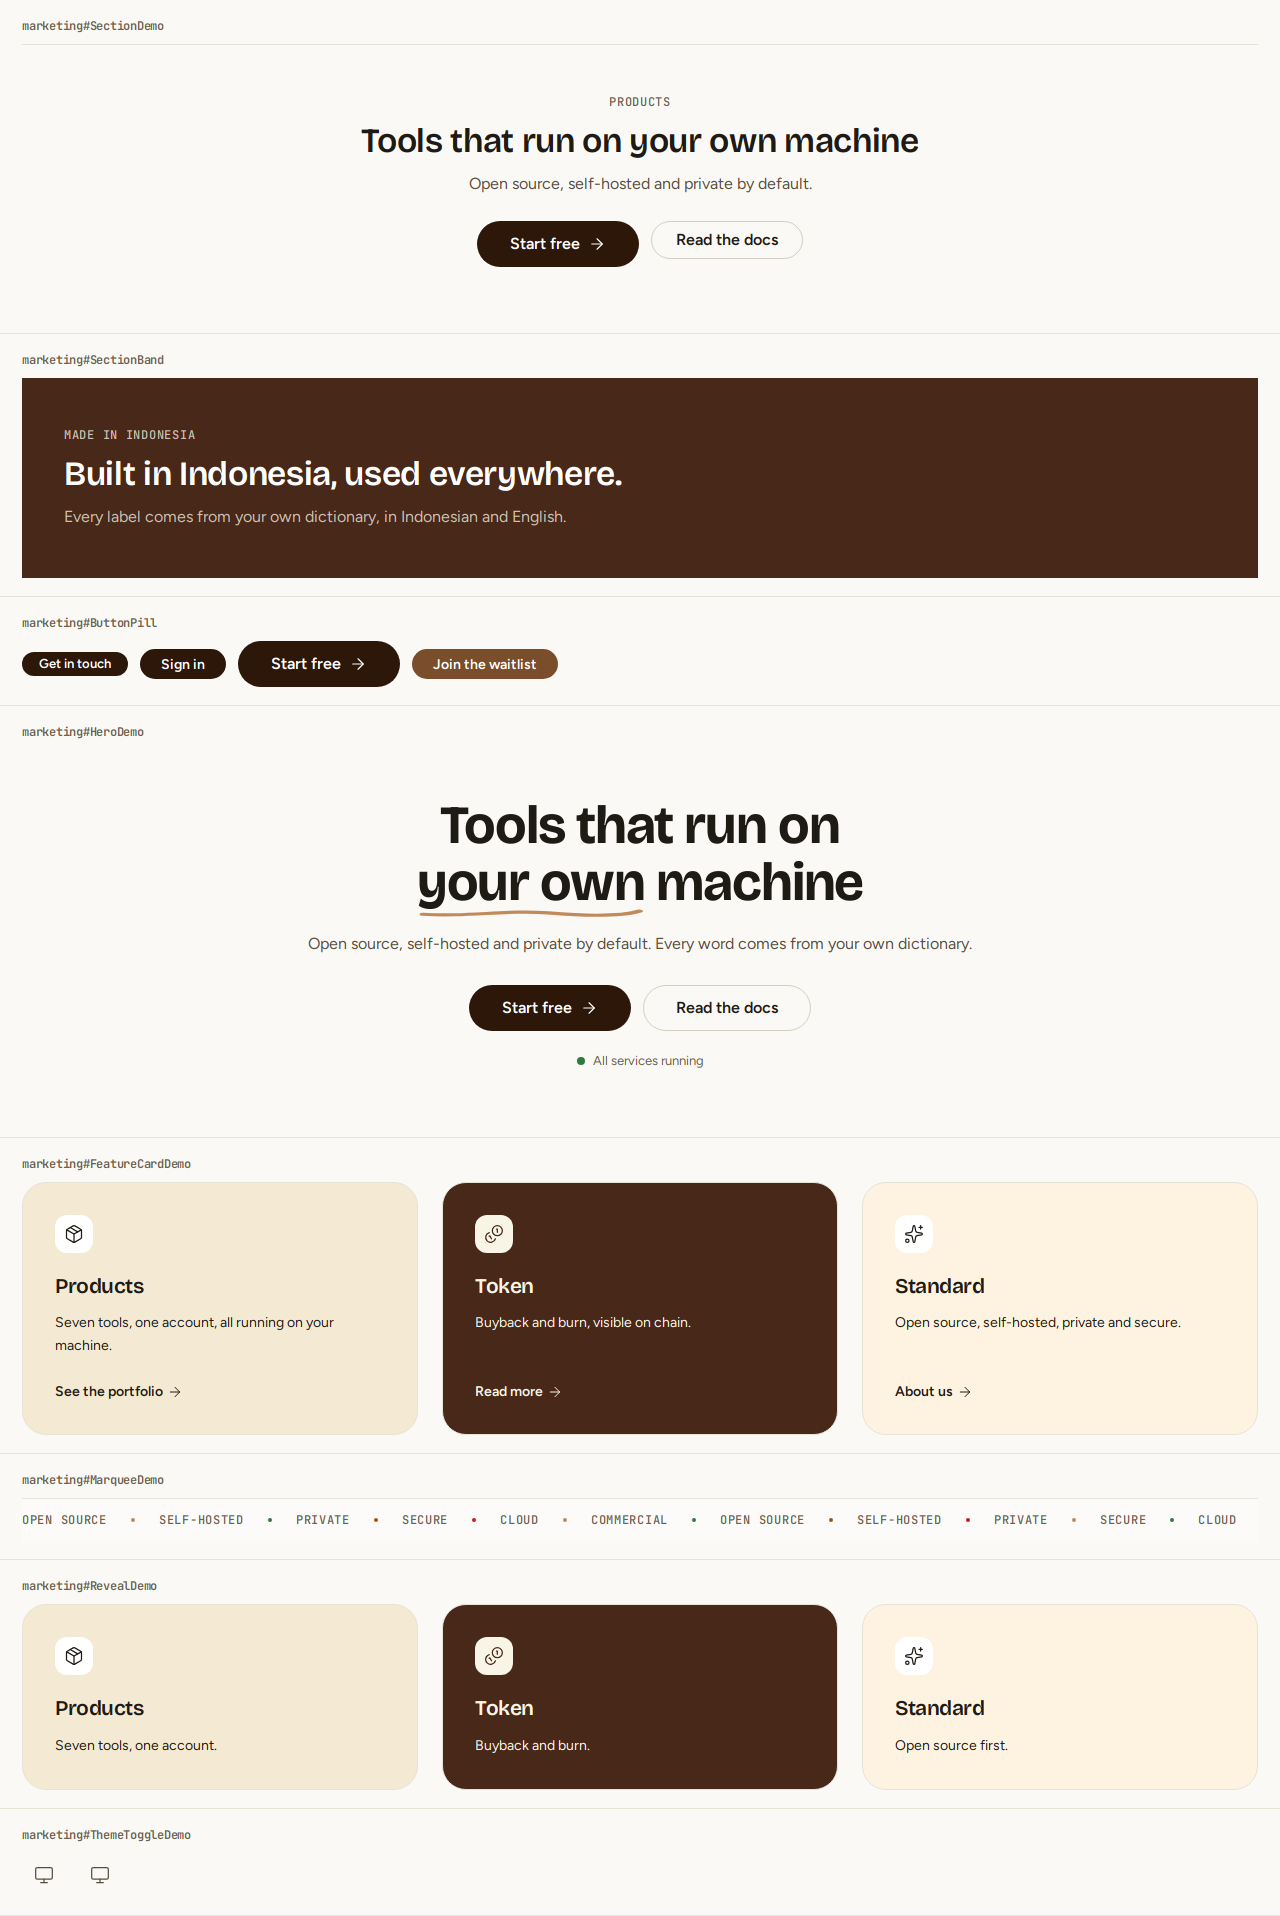 marketing#SectionDemo
PRODUCTS
Tools that run on your own machine
Open source, self-hosted and private by default.
Start free
Read the docs
marketing#SectionBand
MADE IN INDONESIA
Built in Indonesia, used everywhere.
Every label comes from your own dictionary, in Indonesian and English.
marketing#ButtonPill
Get in touch
Sign in
Start free
Join the waitlist
marketing#HeroDemo
Tools that run on
your own machine
Open source, self-hosted and private by default. Every word comes from your own dictionary.
Start free
Read the docs
All services running
marketing#FeatureCardDemo
Products
Seven tools, one account, all running on your
machine.
See the portfolio
Token
Buyback and burn, visible on chain.
Read more
Standard
Open source, self-hosted, private and secure.
About us
marketing#MarqueeDemo
OPEN SOURCE • SELF-HOSTED • PRIVATE • SECURE • CLOUD • COMMERCIAL • OPEN SOURCE • SELF-HOSTED • PRIVATE • SECURE • CLOUD
marketing#RevealDemo
Products
Seven tools, one account.
Token
Buyback and burn.
Standard
Open source first.
marketing#ThemeToggleDemo